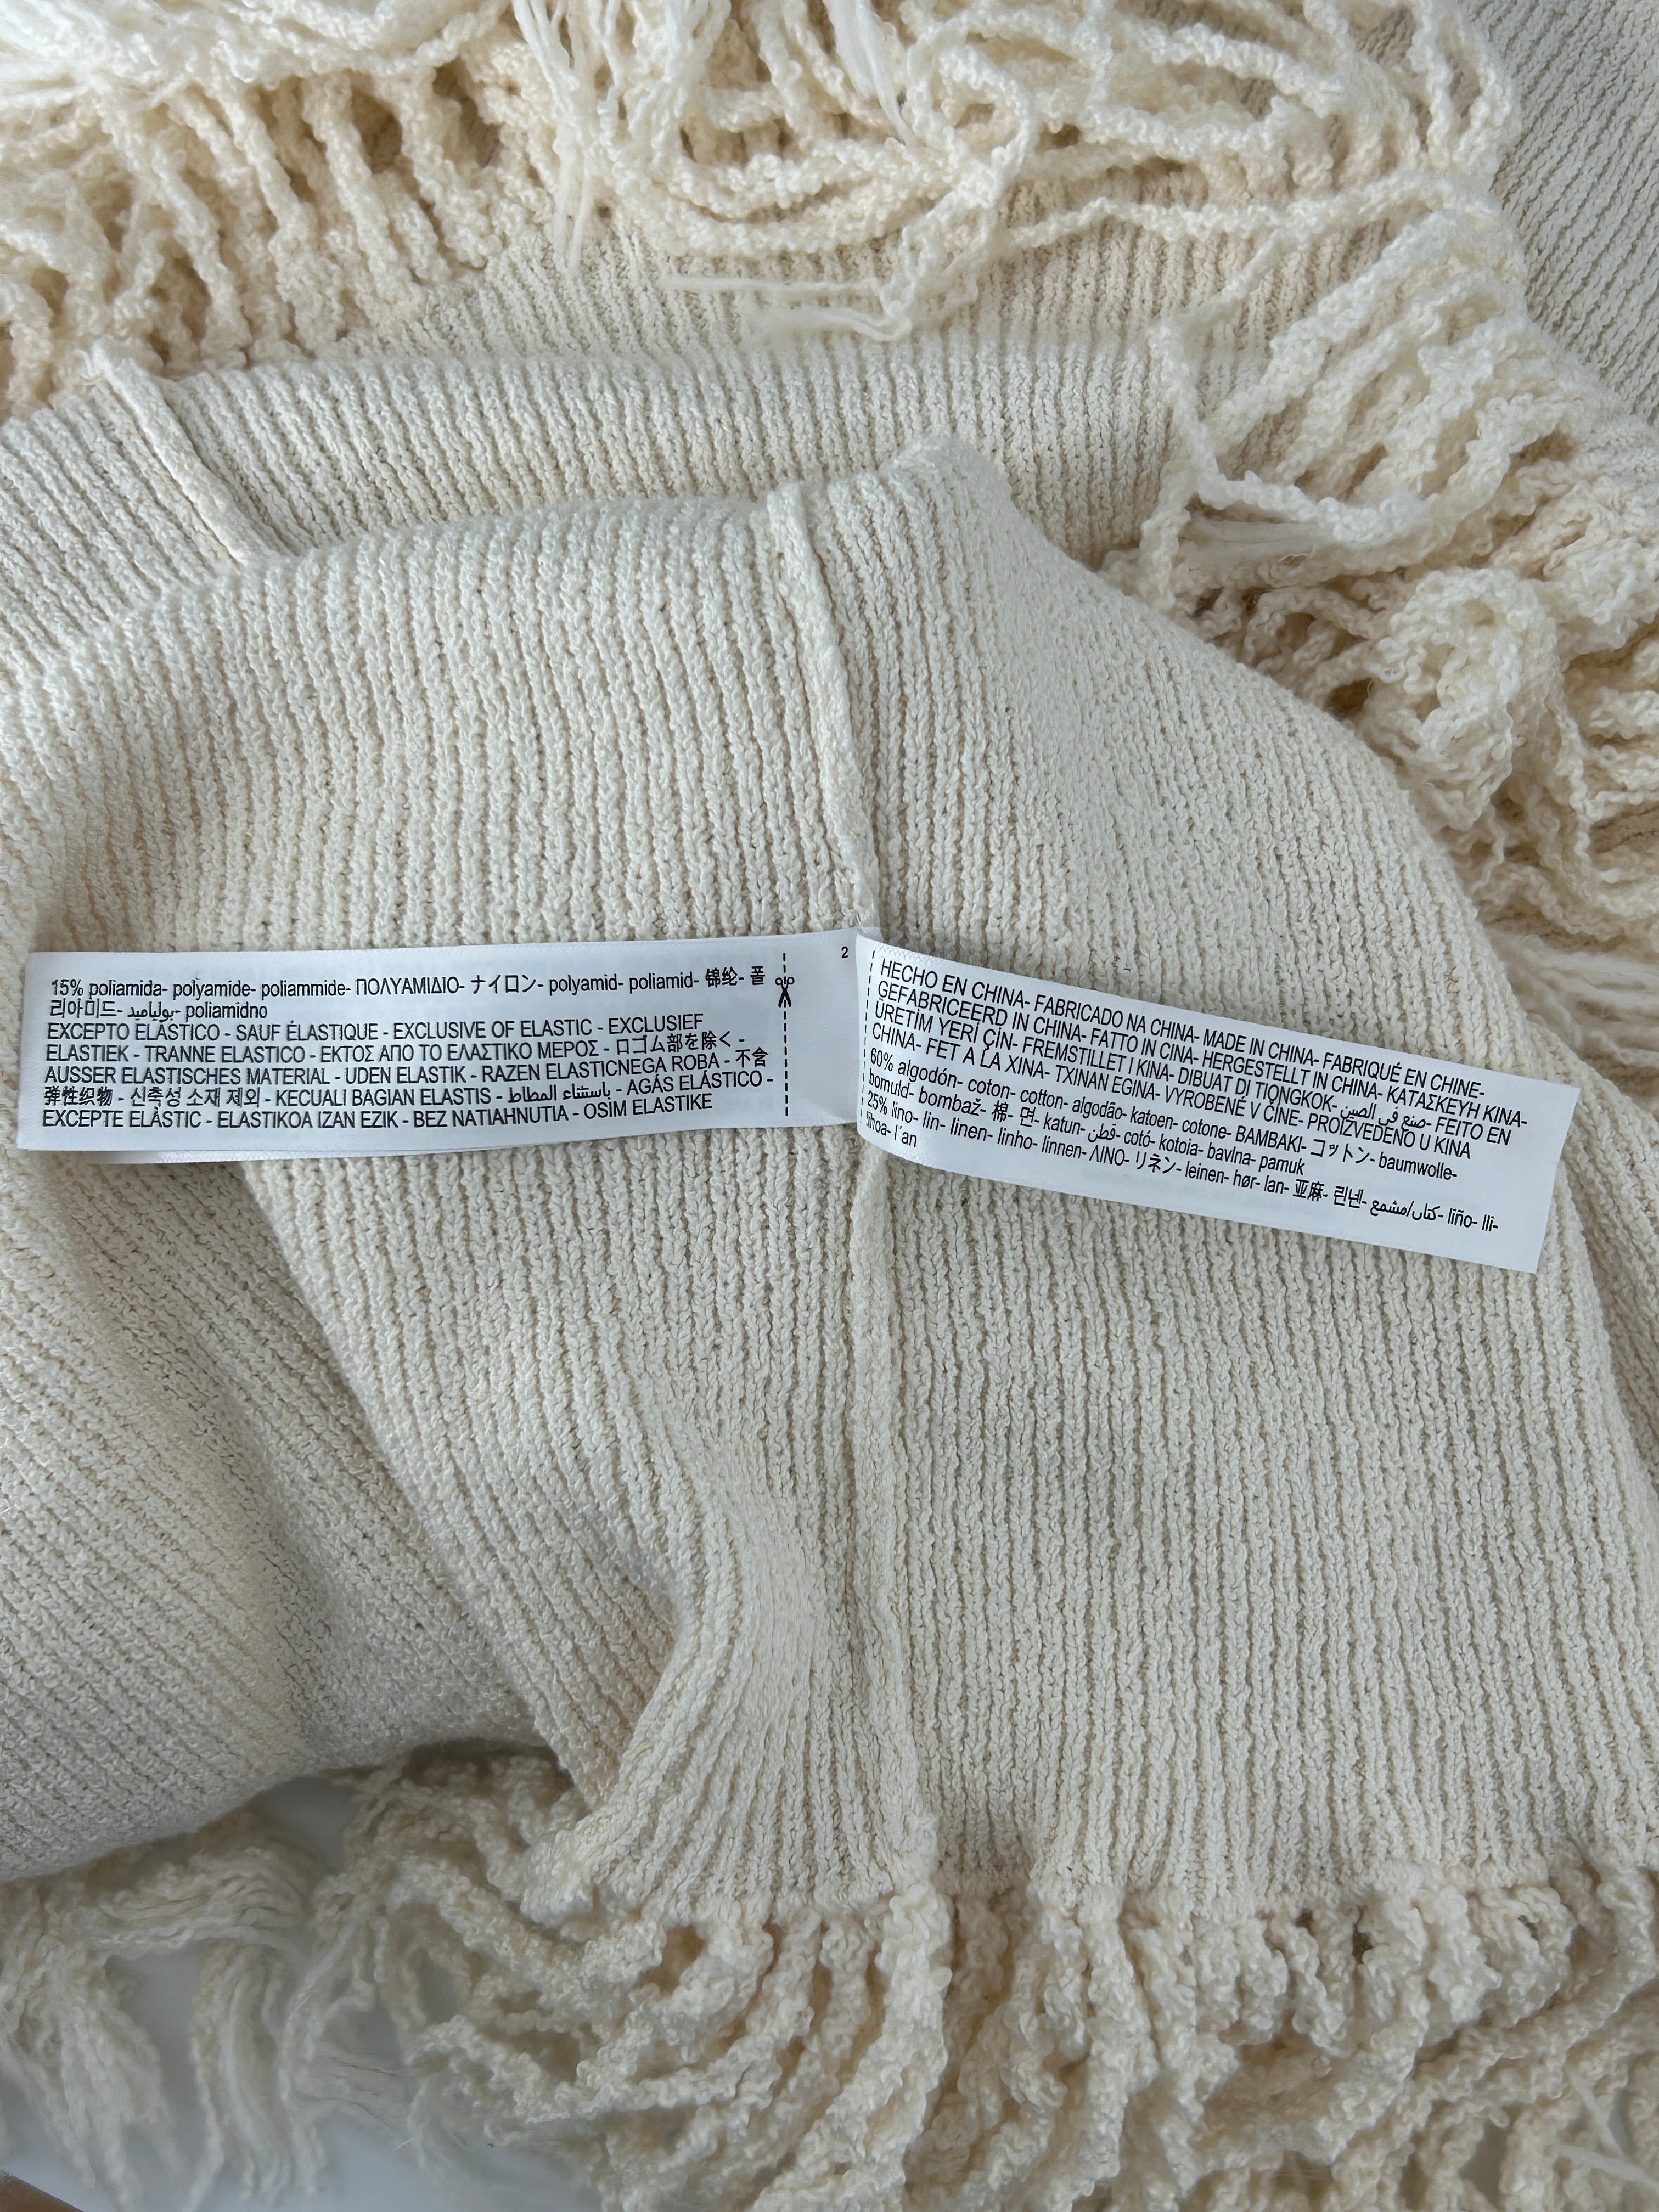 15% poliamida- polyamide- poliammide- ΠΟΛΥΑΜΙΔΙΟ- ナイロン- polyamid- poliamid- 锦纶- 폴
리아미드- بولياميد- poliamidno
EXCEPTO ELÁSTICO - SAUF ÉLASTIQUE - EXCLUSIVE OF ELASTIC - EXCLUSIEF
ELASTIEK - TRANNE ELASTICO - ΕΚΤΟΣ ΑΠΟ ΤΟ ΕΛΑΣΤΙΚΟ ΜΕΡΟΣ - ロゴム部を除く -
AUSSER ELASTISCHES MATERIAL - UDEN ELASTIK - RAZEN ELASTICNEGA ROBA - 不含
弹性织物 - 신축성 소재 제외 - KECUALI BAGIAN ELASTIS - باستثناء المطاط - AGÁS ELÁSTICO -
EXCEPTE ELÀSTIC - ELASTIKOA IZAN EZIK - BEZ NATIAHNUTIA - OSIM ELASTIKE
2
HECHO EN CHINA- FABRICADO NA CHINA- MADE IN CHINA- FABRIQUÉ EN CHINE-
GEFABRICEERD IN CHINA- FATTO IN CINA- HERGESTELLT IN CHINA- ΚΑΤΑΣΚΕΥΗ ΚΙΝΑ-
ÜRETİM YERİ ÇİN- FREMSTILLET I KINA- DIBUAT DI TIONGKOK- صنع في الصين- FEITO EN
CHINA- FET A LA XINA- TXINAN EGINA- VYROBENÉ V ČÍNE- PROIZVEDENO U KINA
60% algodón- coton- cotton- algodão- katoen- cotone- ΒΑΜΒΑΚΙ- コットン- baumwolle-
bomuld- bombaž- 棉- 면- katun- قطن- cotó- kotoia- bavlna- pamuk
25% lino- lin- linen- linho- linnen- ΛΙΝΟ- リネン- leinen- hør- lan- 亚麻- 린넨- كتان/مشمع- liño- lli-
lihoa- l´an